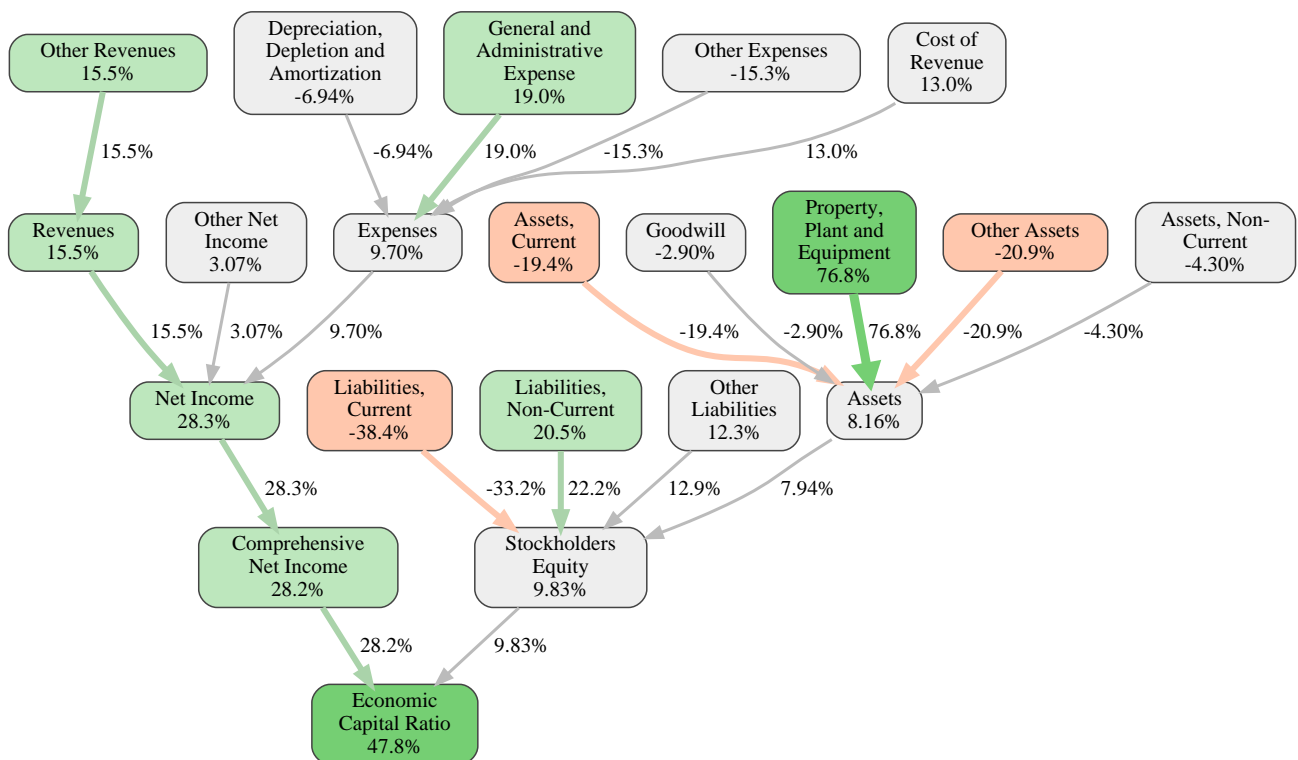 Other Revenues
15.5%
Depreciation,
Depletion and
Amortization
-6.94%
General and
Administrative
Expense
19.0%
Other Expenses
-15.3%
Cost of
Revenue
13.0%
15.5%
-6.94%
19.0%
-15.3%
13.0%
Revenues
15.5%
Other Net
Income
3.07%
Expenses
9.70%
Assets,
Current
-19.4%
Goodwill
-2.90%
Property,
Plant and
Equipment
76.8%
Other Assets
-20.9%
Assets, Non-
Current
-4.30%
15.5%
3.07%
9.70%
-19.4%
-2.90%
76.8%
-20.9%
-4.30%
Net Income
28.3%
Liabilities,
Current
-38.4%
Liabilities,
Non-Current
20.5%
Other
Liabilities
12.3%
Assets
8.16%
28.3%
-33.2%
22.2%
12.9%
7.94%
Comprehensive
Net Income
28.2%
Stockholders
Equity
9.83%
28.2%
9.83%
Economic
Capital Ratio
47.8%